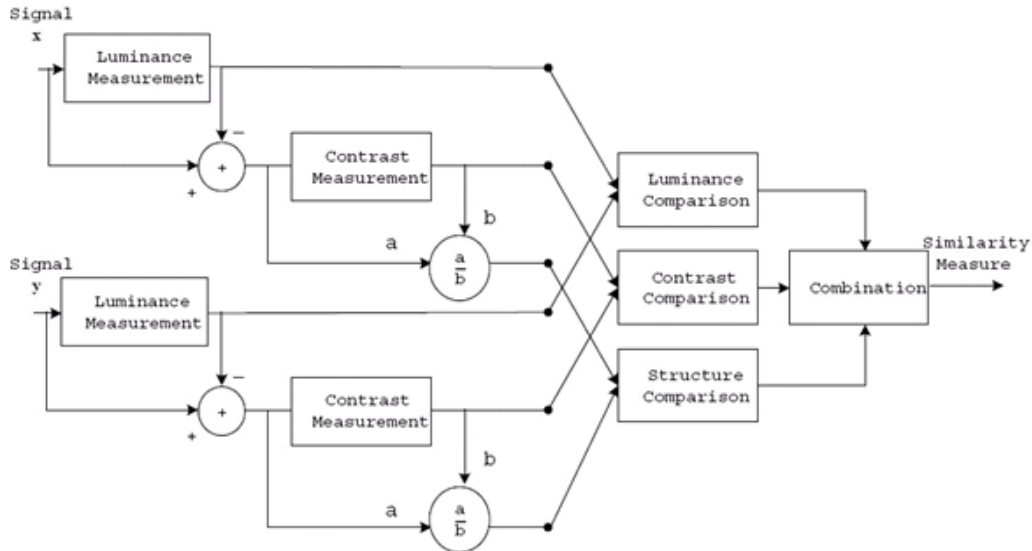 Signal
x
Luminance
Measurement
−
+
+
Contrast
Measurement
b
a
a
b
Signal
y
Luminance
Measurement
−
+
+
Contrast
Measurement
b
a
a
b
Luminance
Comparison
Contrast
Comparison
Structure
Comparison
Combination
Similarity
Measure